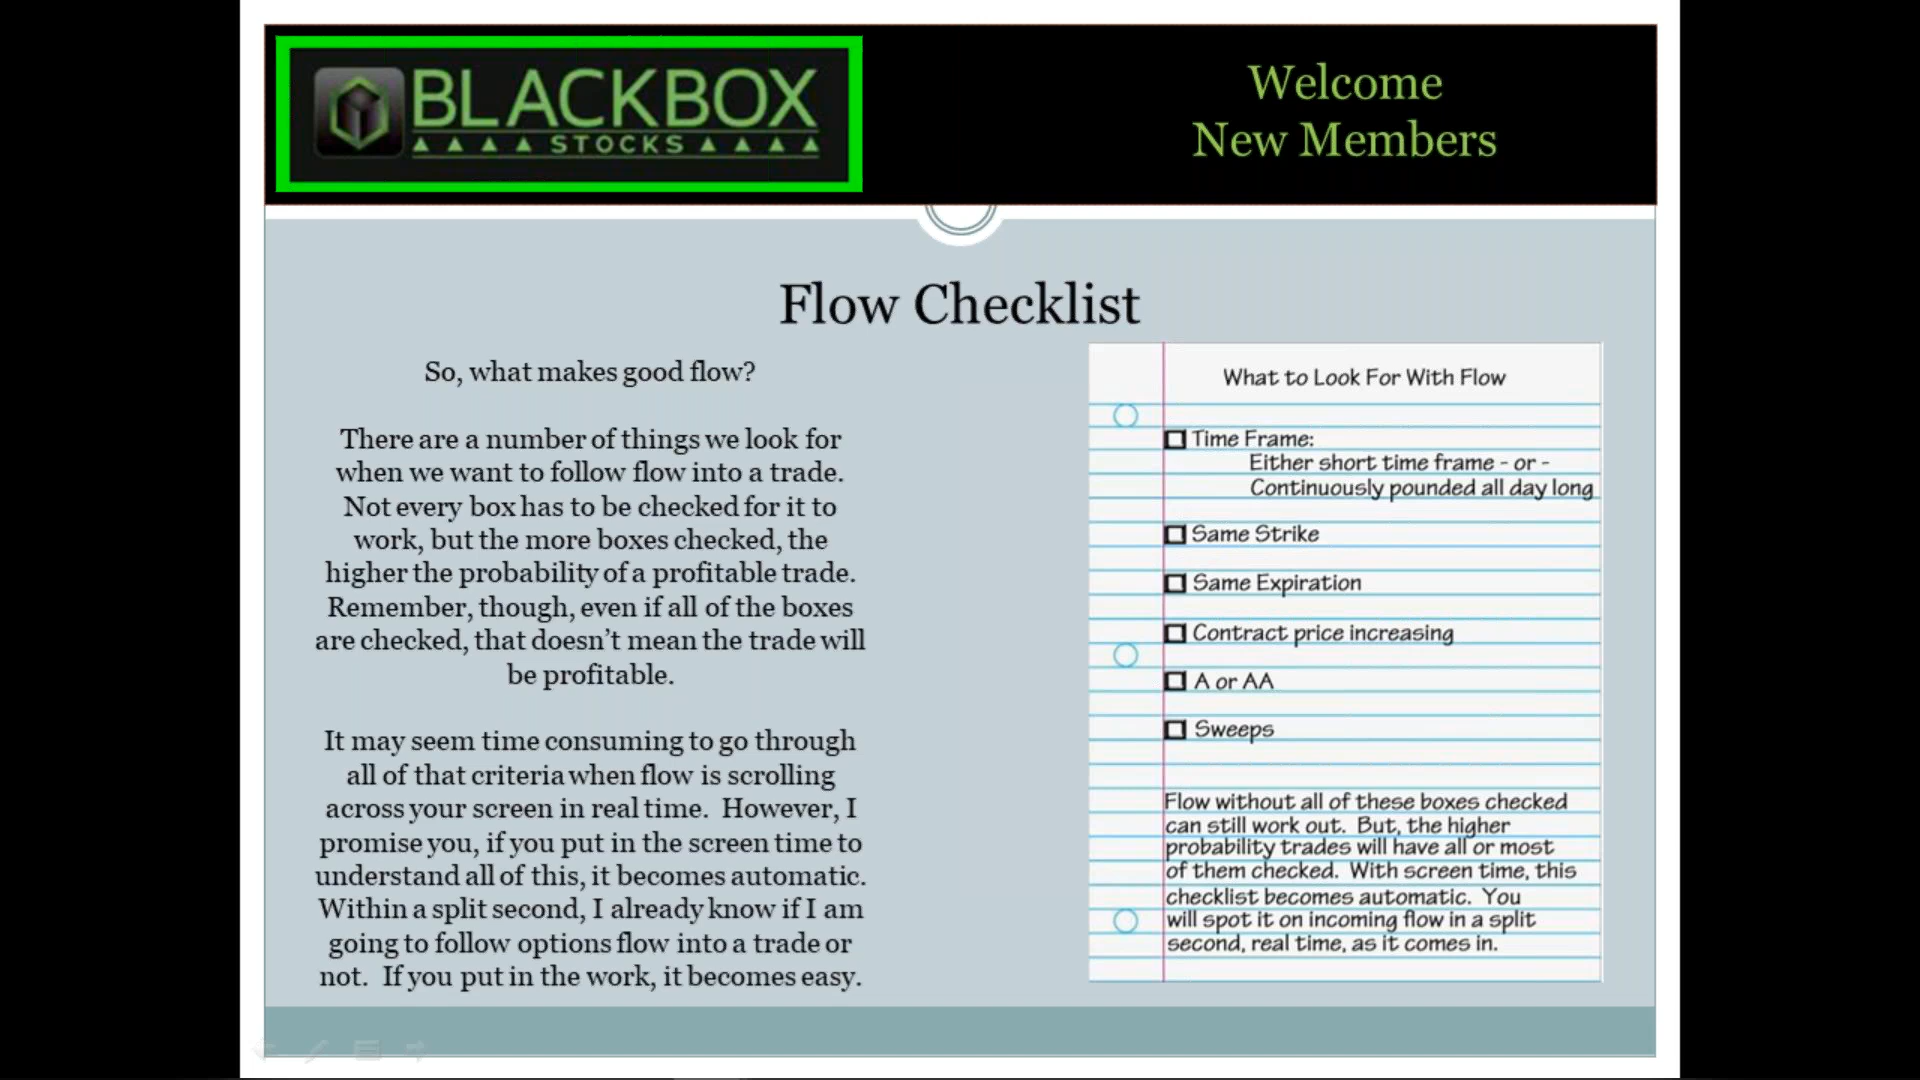 BLACKBOX
STOCKS
Welcome
New Members
Flow Checklist
So, what makes good flow?
There are a number of things we look for
when we want to follow flow into a trade.
Not every box has to be checked for it to
work, but the more boxes checked, the
higher the probability of a profitable trade.
Remember, though, even if all of the boxes
are checked, that doesn’t mean the trade will
be profitable.
It may seem time consuming to go through
all of that criteria when flow is scrolling
across your screen in real time. However, I
promise you, if you put in the screen time to
understand all of this, it becomes automatic.
Within a split second, I already know if I am
going to follow options flow into a trade or
not. If you put in the work, it becomes easy.
What to Look For With Flow
Time Frame:
Either short time frame - or -
Continuously pounded all day long
Same Strike
Same Expiration
Contract price increasing
A or AA
Sweeps
Flow without all of these boxes checked
can still work out. But, the higher
probability trades will have all or most
of them checked. With screen time, this
checklist becomes automatic. You
will spot it on incoming flow in a split
second, real time, as it comes in.